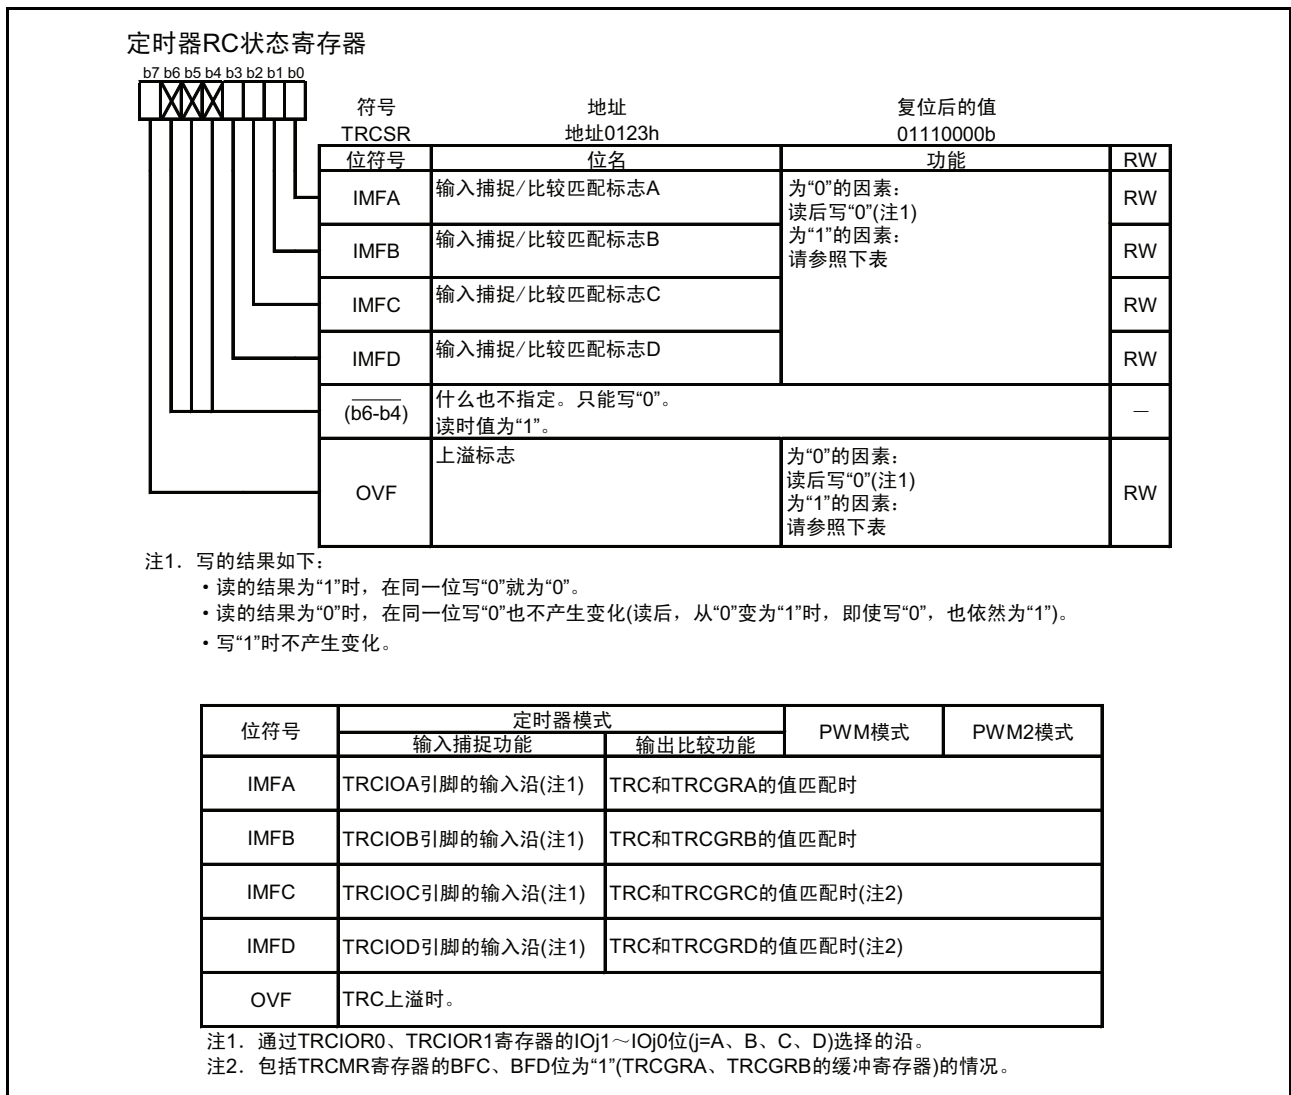 定时器RC状态寄存器
b7 b6 b5 b4 b3 b2 b1 b0
符号 地址 复位后的值
TRCSR 地址0123h 01110000b
位符号 位名 功能 RW
IMFA 输入捕捉/比较匹配标志A 为“0”的因素： RW
读后写“0”(注1)
IMFB 输入捕捉/比较匹配标志B 为“1”的因素： RW
请参照下表
IMFC 输入捕捉/比较匹配标志C RW
IMFD 输入捕捉/比较匹配标志D RW
(b6-b4) 什么也不指定。只能写“0”。 —
读时值为“1”。
OVF 上溢标志 为“0”的因素： RW
读后写“0”(注1)
为“1”的因素：
请参照下表
注1. 写的结果如下：
・读的结果为“1”时，在同一位写“0”就为“0”。
・读的结果为“0”时，在同一位写“0”也不产生变化(读后，从“0”变为“1”时，即使写“0”，也依然为“1”)。
・写“1”时不产生变化。
位符号 定时器模式 PWM模式 PWM2模式
输入捕捉功能 输出比较功能
IMFA TRCIOA引脚的输入沿(注1) TRC和TRCGRA的值匹配时
IMFB TRCIOB引脚的输入沿(注1) TRC和TRCGRB的值匹配时
IMFC TRCIOC引脚的输入沿(注1) TRC和TRCGRC的值匹配时(注2)
IMFD TRCIOD引脚的输入沿(注1) TRC和TRCGRD的值匹配时(注2)
OVF TRC上溢时。
注1. 通过TRCIOR0、TRCIOR1寄存器的IOj1～IOj0位(j=A、B、C、D)选择的沿。
注2. 包括TRCMR寄存器的BFC、BFD位为“1”(TRCGRA、TRCGRB的缓冲寄存器)的情况。